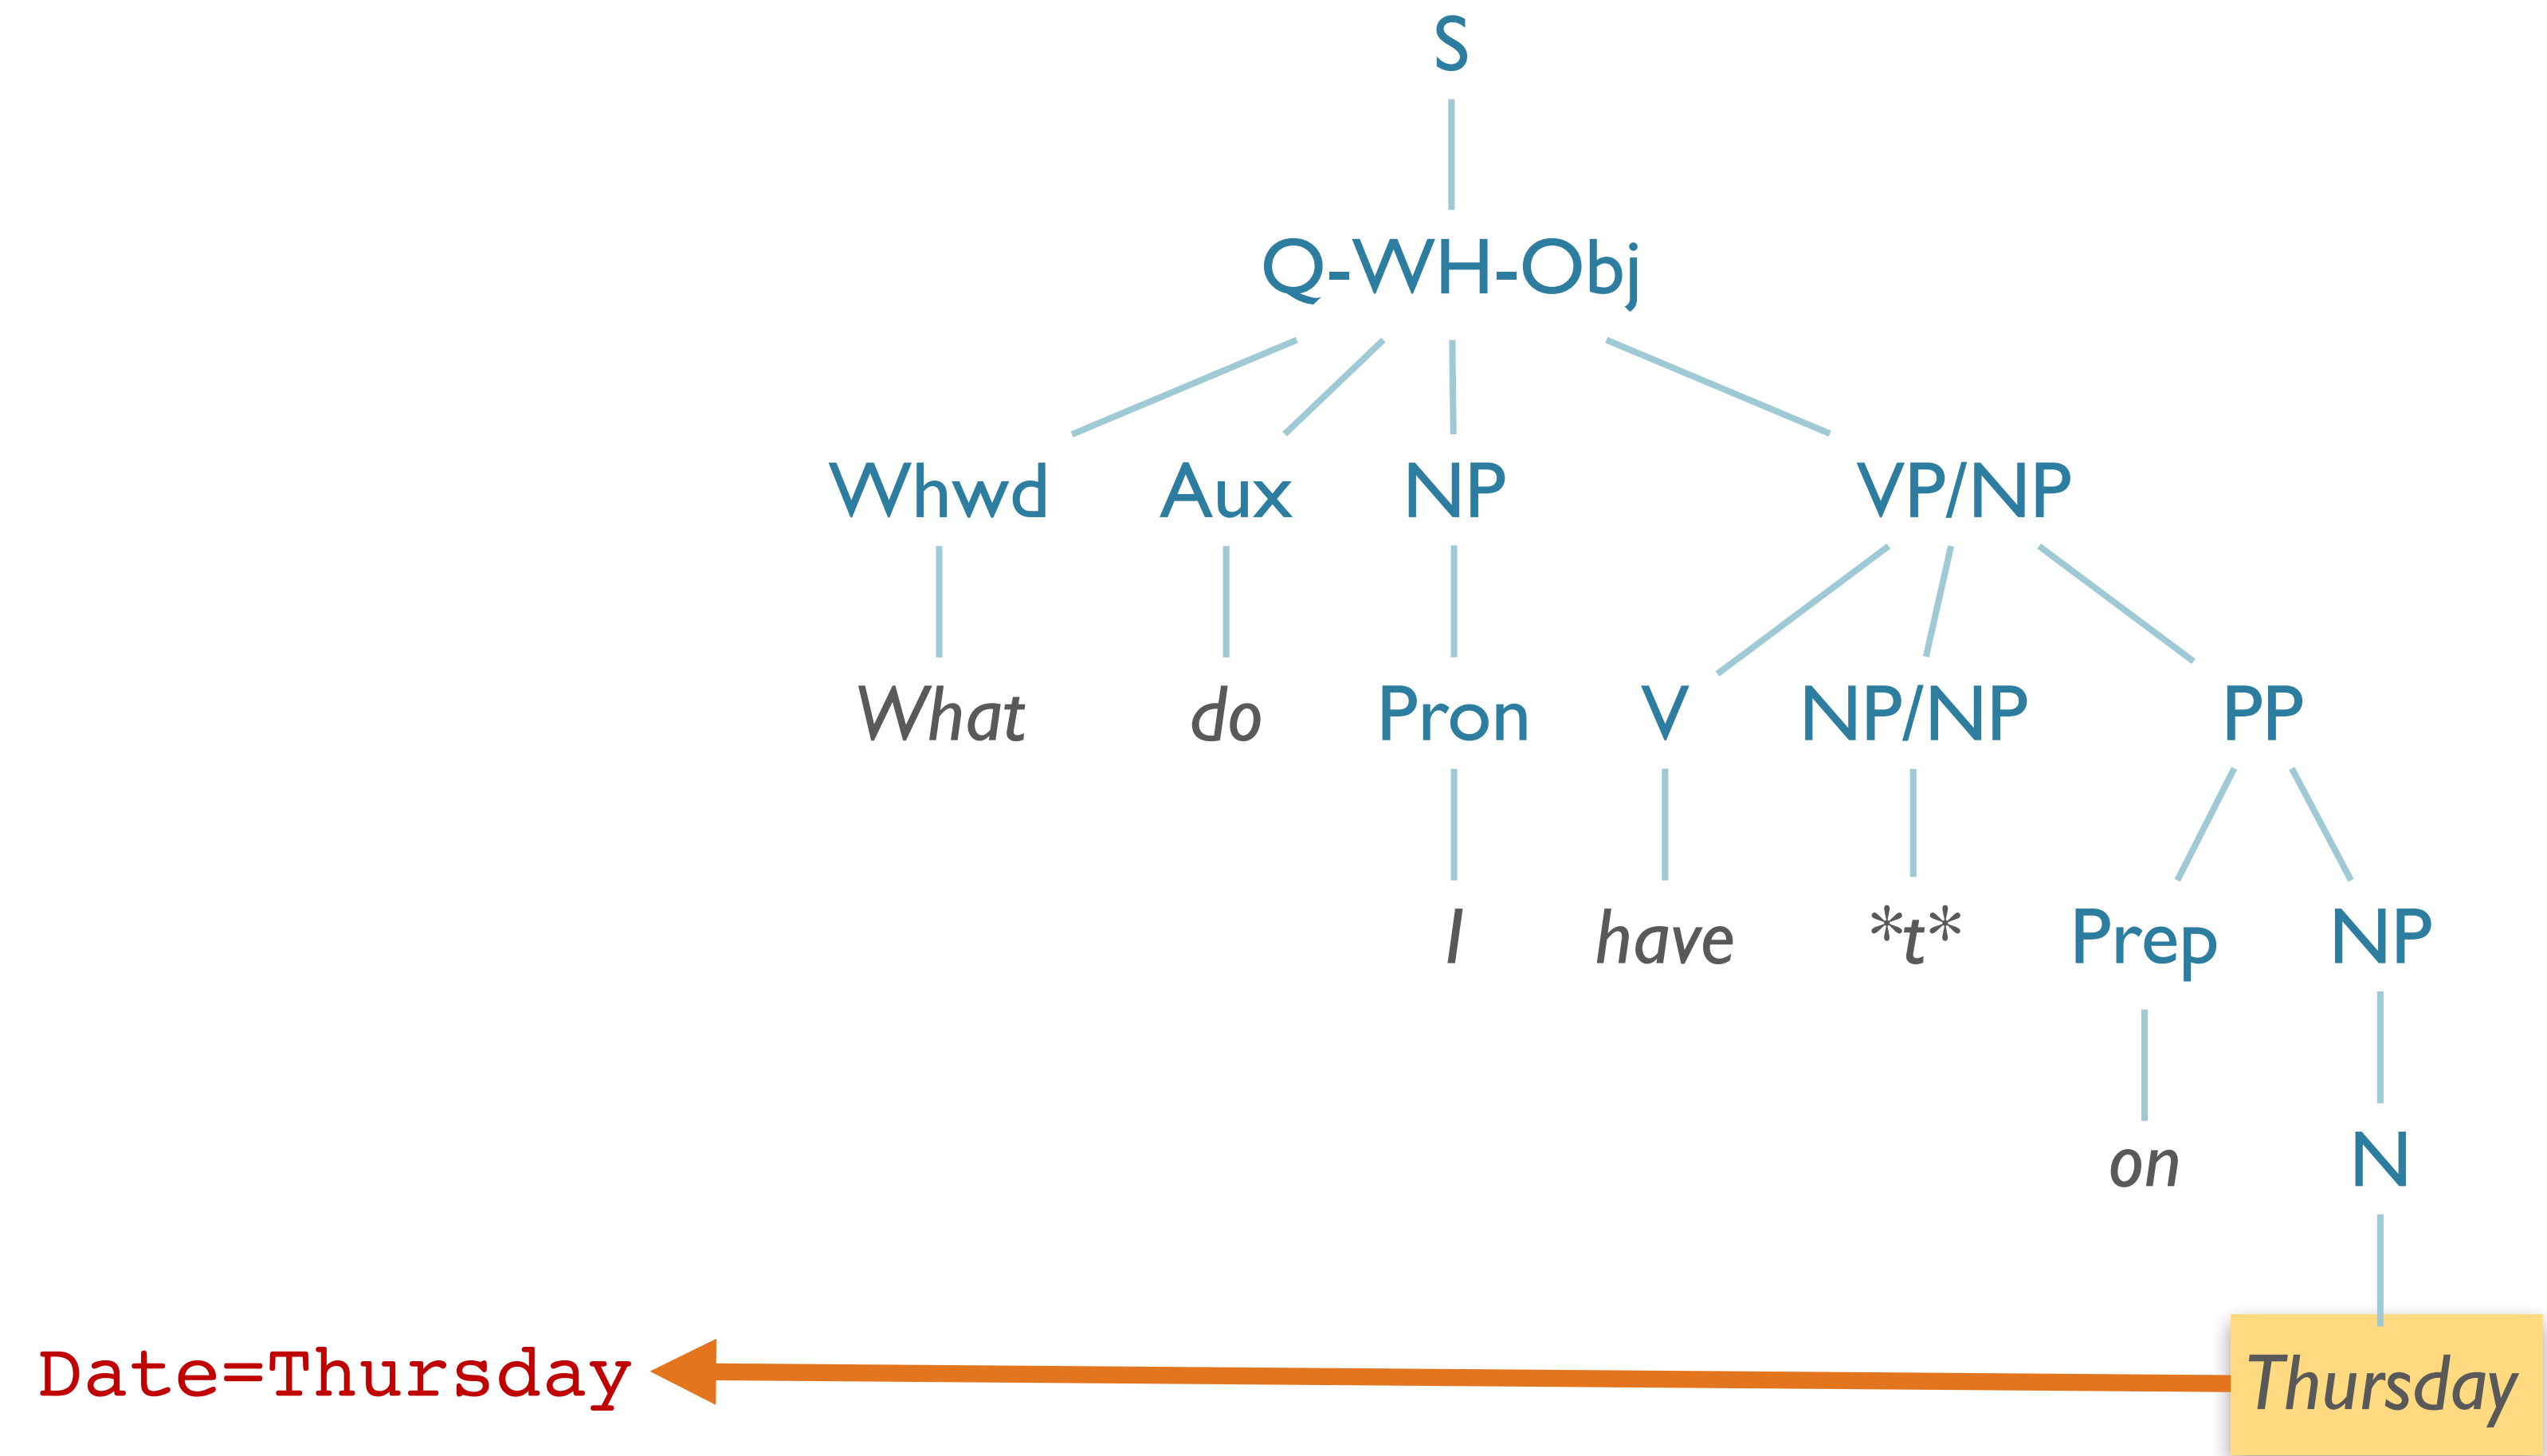 S
Q-WH-Obj
Whwd Aux NP VP/NP
What do Pron V NP/NP PP
I have *t* Prep NP
on N
Date=Thursday Thursday